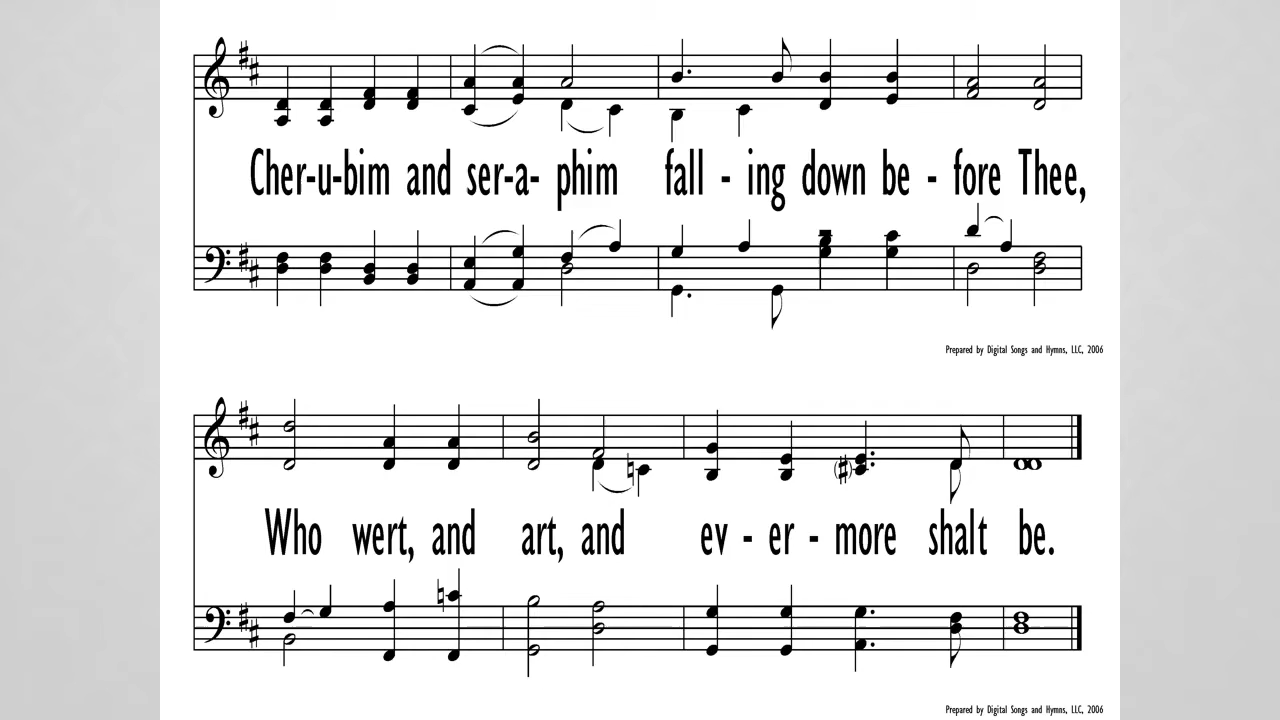 Cher-u-bim and ser-a- phim fall - ing down be - fore Thee,
Prepared by Digital Songs and Hymns, LLC, 2006
Who wert, and art, and ev - er - more shalt be.
Prepared by Digital Songs and Hymns, LLC, 2006